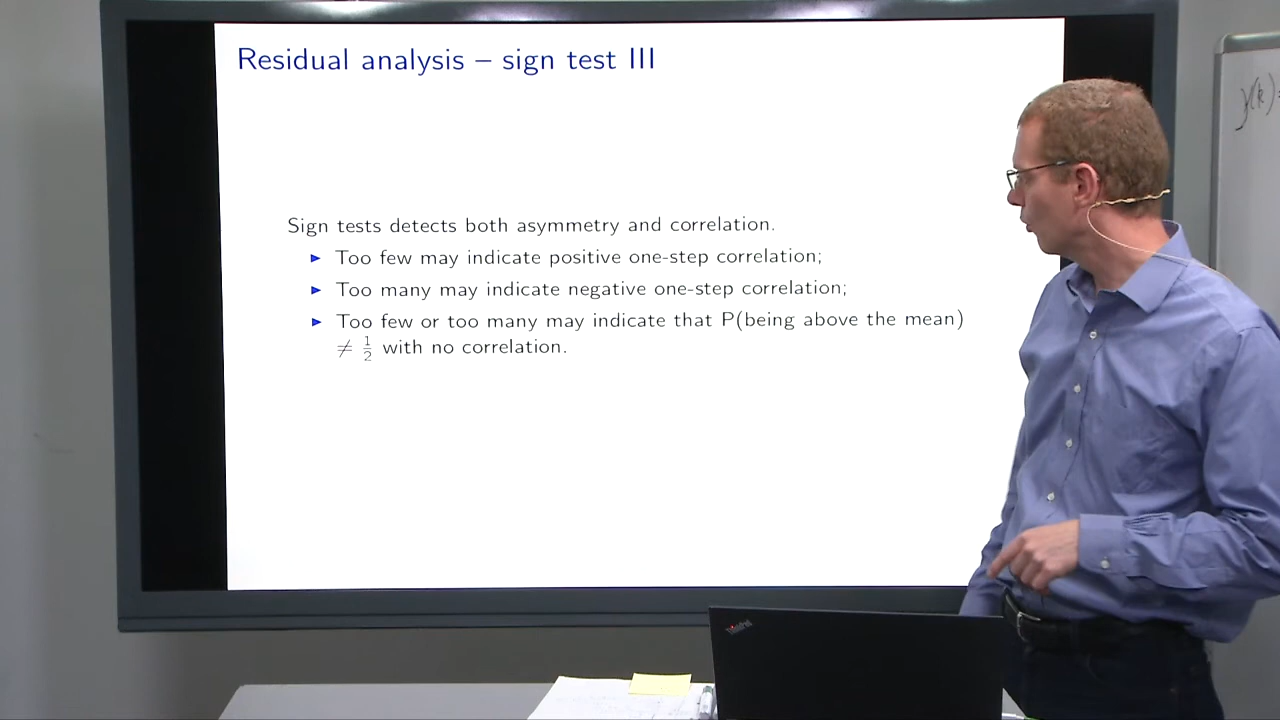 Residual analysis – sign test III
Sign tests detects both asymmetry and correlation.
Too few may indicate positive one-step correlation;
Too many may indicate negative one-step correlation;
Too few or too many may indicate that P(being above the mean)
≠ 1/2 with no correlation.
y(k)=
ThinkPad